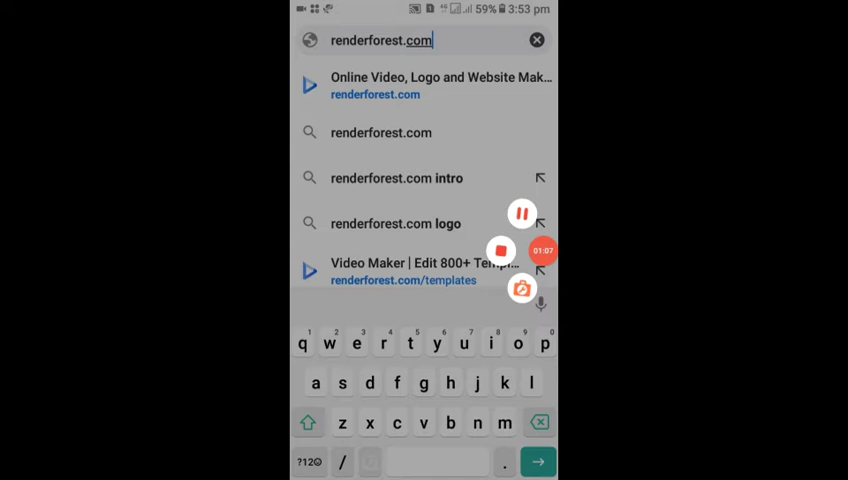 59% 3:53 pm
renderforest.com
Online Video, Logo and Website Mak...
renderforest.com
renderforest.com
renderforest.com intro
renderforest.com logo
01:07
Video Maker | Edit 800+ Templ...
renderforest.com/templates
1 2 3 4 5 6 7 8 9 0
q w e r t y u i o p
a s d f g h j k l
z x c v b n m
?12☺ / .